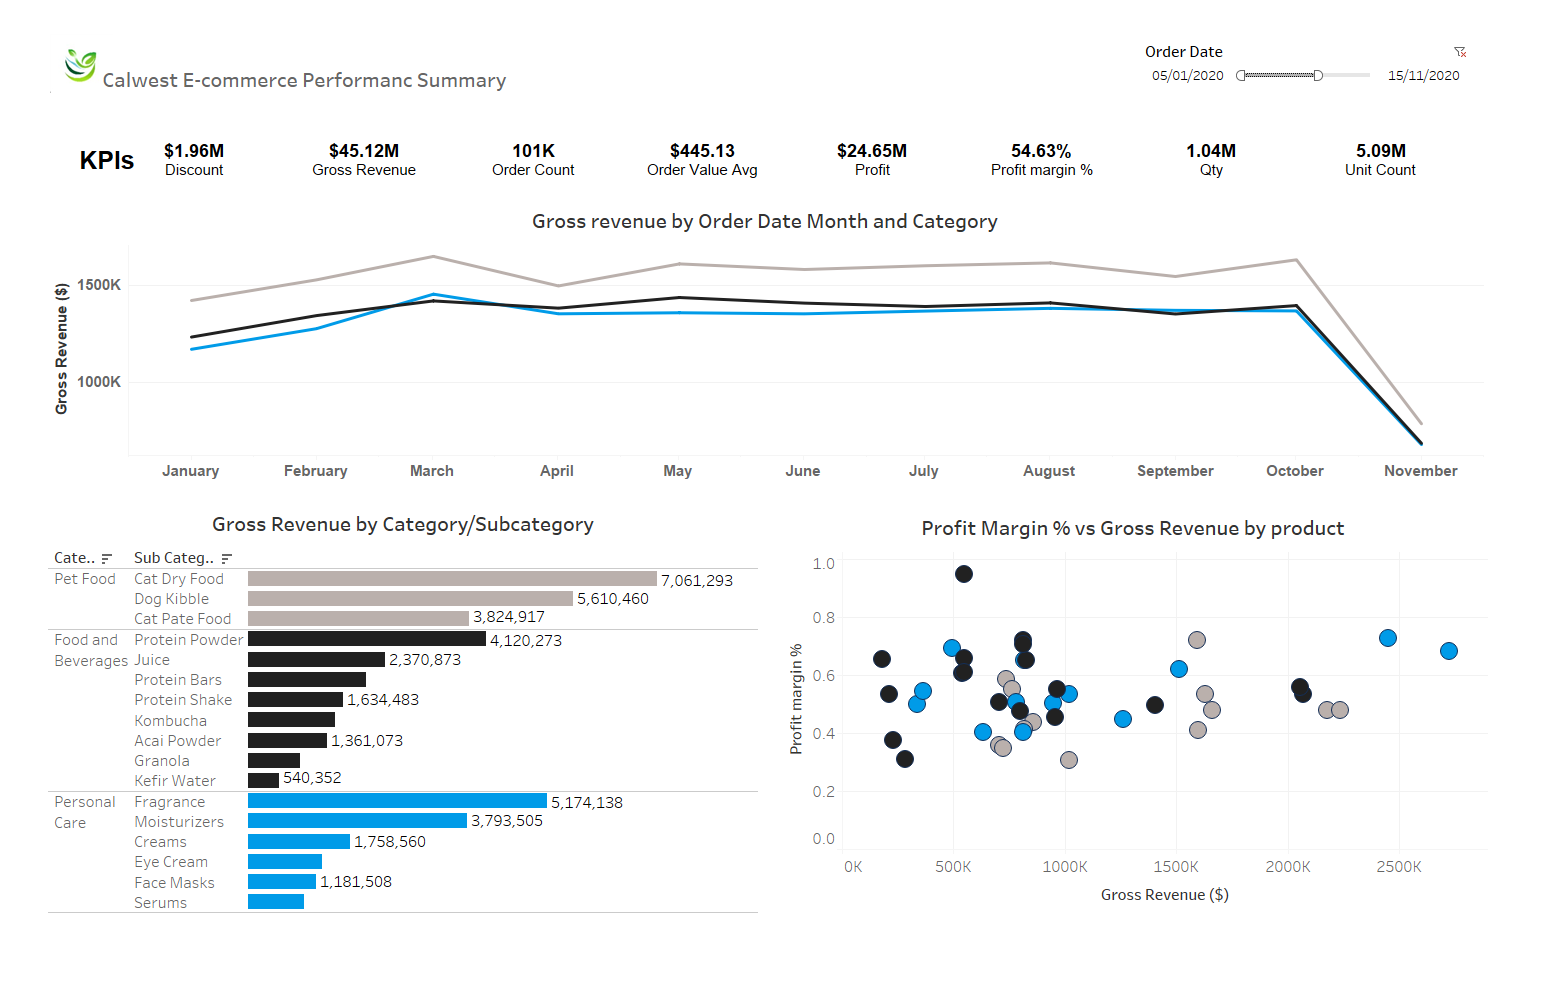 Order Date
05/01/2020 15/11/2020
Calwest E-commerce Performanc Summary
KPIs
$1.96M $45.12M 101K $445.13 $24.65M 54.63% 1.04M 5.09M
Discount Gross Revenue Order Count Order Value Avg Profit Profit margin % Qty Unit Count
Gross revenue by Order Date Month and Category
Gross Revenue ($)
1500K
1000K
January February March April May June July August September October November
Gross Revenue by Category/Subcategory
Cate.. Sub Categ..
Pet Food Cat Dry Food 7,061,293
Dog Kibble 5,610,460
Cat Pate Food 3,824,917
Food and Protein Powder 4,120,273
Beverages Juice 2,370,873
Protein Bars
Protein Shake 1,634,483
Kombucha
Acai Powder 1,361,073
Granola
Kefir Water 540,352
Personal Fragrance 5,174,138
Care Moisturizers 3,793,505
Creams 1,758,560
Eye Cream
Face Masks 1,181,508
Serums
Profit Margin % vs Gross Revenue by product
Profit margin %
1.0
0.8
0.6
0.4
0.2
0.0
0K 500K 1000K 1500K 2000K 2500K
Gross Revenue ($)